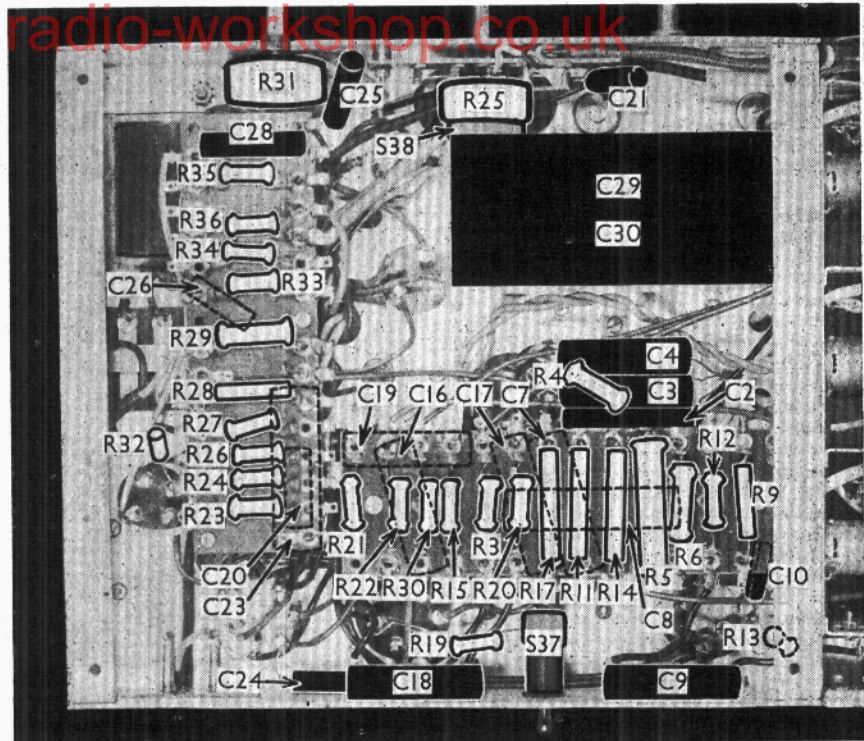 radio-workshop.co.uk
R31
C25
R25
C21
C28
S38
R35
C29
R36
C30
R34
C26
R33
R29
C4
R4
C3
R28
C19
C16
C17
C7
C2
R27
R12
R32
R26
R9
R24
R23
R21
R3
R6
C20
R22
R30
R15
R20
R17
R11
R14
R5
C10
C23
C8
R19
S37
R13
C24
C18
C9